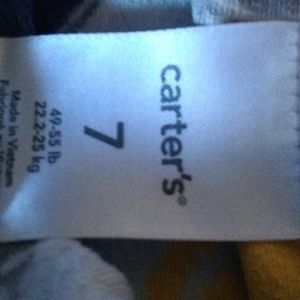 carter's®
7
49-55 lb
22.2-25 kg
Made in Vietnam